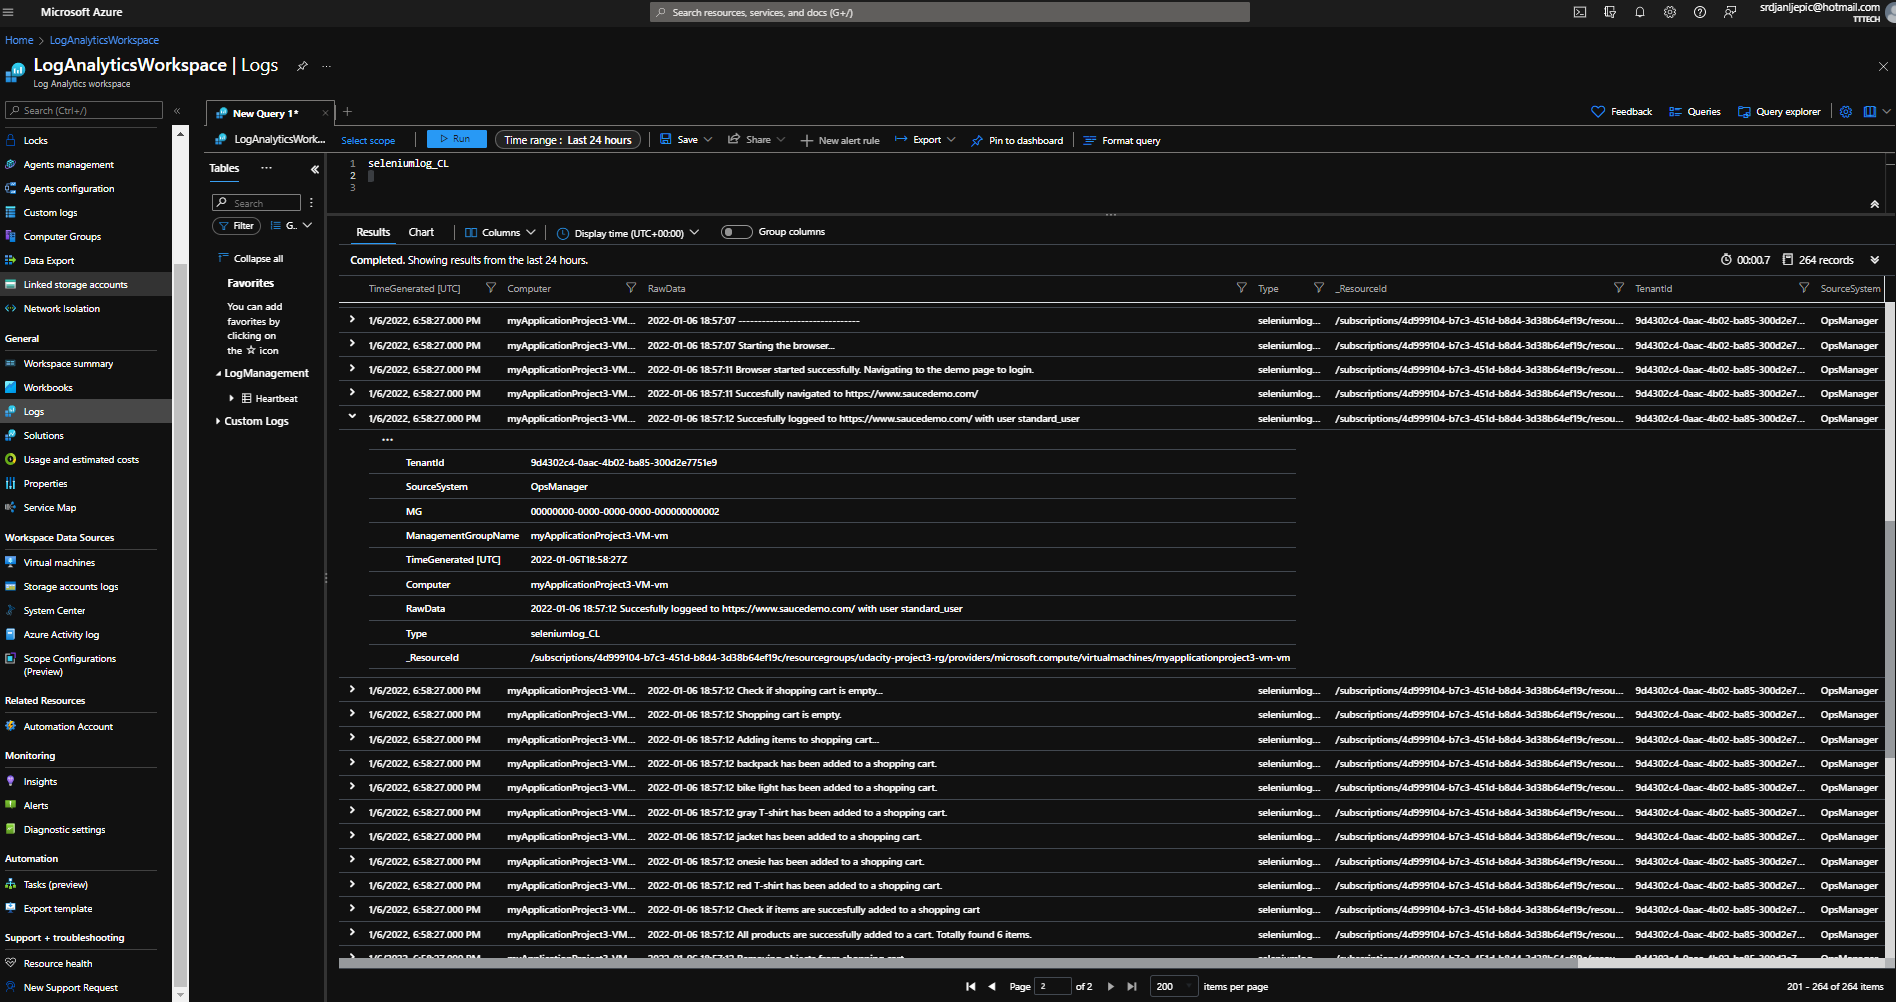 Microsoft Azure
Search resources, services, and docs (G+/)
srdjanljepic@hotmail.com
TTTECH
Home > LogAnalyticsWorkspace
LogAnalyticsWorkspace | Logs
Log Analytics workspace
Search (Ctrl+/)
Locks
Agents management
Agents configuration
Custom logs
Computer Groups
Data Export
Linked storage accounts
Network Isolation
General
Workspace summary
Workbooks
Logs
Solutions
Usage and estimated costs
Properties
Service Map
Workspace Data Sources
Virtual machines
Storage accounts logs
System Center
Azure Activity log
Scope Configurations
(Preview)
Related Resources
Automation Account
Monitoring
Insights
Alerts
Diagnostic settings
Automation
Tasks (preview)
Export template
Support + troubleshooting
Resource health
New Support Request
New Query 1*
Feedback Queries Query explorer
LogAnalyticsWork... Select scope Run Time range : Last 24 hours Save Share New alert rule Export Pin to dashboard Format query
Tables
Search
Filter G..
Collapse all
Favorites
You can add
favorites by
clicking on
the ☆ icon
LogManagement
Heartbeat
Custom Logs
1 seleniumlog_CL
2
3
Results Chart Columns Display time (UTC+00:00) Group columns
Completed. Showing results from the last 24 hours. 00:00.7 264 records
TimeGenerated [UTC] Computer RawData Type _ResourceId TenantId SourceSystem
1/6/2022, 6:58:27.000 PM myApplicationProject3-VM... 2022-01-06 18:57:07 ------------------------------- seleniumlog... /subscriptions/4d999104-b7c3-451d-b8d4-3d38b64ef19c/resou... 9d4302c4-0aac-4b02-ba85-300d2e7... OpsManager
1/6/2022, 6:58:27.000 PM myApplicationProject3-VM... 2022-01-06 18:57:07 Starting the browser... seleniumlog... /subscriptions/4d999104-b7c3-451d-b8d4-3d38b64ef19c/resou... 9d4302c4-0aac-4b02-ba85-300d2e7... OpsManager
1/6/2022, 6:58:27.000 PM myApplicationProject3-VM... 2022-01-06 18:57:11 Browser started successfully. Navigating to the demo page to login. seleniumlog... /subscriptions/4d999104-b7c3-451d-b8d4-3d38b64ef19c/resou... 9d4302c4-0aac-4b02-ba85-300d2e7... OpsManager
1/6/2022, 6:58:27.000 PM myApplicationProject3-VM... 2022-01-06 18:57:11 Succesfully navigated to https://www.saucedemo.com/ seleniumlog... /subscriptions/4d999104-b7c3-451d-b8d4-3d38b64ef19c/resou... 9d4302c4-0aac-4b02-ba85-300d2e7... OpsManager
1/6/2022, 6:58:27.000 PM myApplicationProject3-VM... 2022-01-06 18:57:12 Succesfully loggeed to https://www.saucedemo.com/ with user standard_user seleniumlog... /subscriptions/4d999104-b7c3-451d-b8d4-3d38b64ef19c/resou... 9d4302c4-0aac-4b02-ba85-300d2e7... OpsManager
TenantId 9d4302c4-0aac-4b02-ba85-300d2e7751e9
SourceSystem OpsManager
MG 00000000-0000-0000-0000-000000000002
ManagementGroupName myApplicationProject3-VM-vm
TimeGenerated [UTC] 2022-01-06T18:58:27Z
Computer myApplicationProject3-VM-vm
RawData 2022-01-06 18:57:12 Succesfully loggeed to https://www.saucedemo.com/ with user standard_user
Type seleniumlog_CL
_ResourceId /subscriptions/4d999104-b7c3-451d-b8d4-3d38b64ef19c/resourcegroups/udacity-project3-rg/providers/microsoft.compute/virtualmachines/myapplicationproject3-vm-vm
1/6/2022, 6:58:27.000 PM myApplicationProject3-VM... 2022-01-06 18:57:12 Check if shopping cart is empty... seleniumlog... /subscriptions/4d999104-b7c3-451d-b8d4-3d38b64ef19c/resou... 9d4302c4-0aac-4b02-ba85-300d2e7... OpsManager
1/6/2022, 6:58:27.000 PM myApplicationProject3-VM... 2022-01-06 18:57:12 Shopping cart is empty. seleniumlog... /subscriptions/4d999104-b7c3-451d-b8d4-3d38b64ef19c/resou... 9d4302c4-0aac-4b02-ba85-300d2e7... OpsManager
1/6/2022, 6:58:27.000 PM myApplicationProject3-VM... 2022-01-06 18:57:12 Adding items to shopping cart... seleniumlog... /subscriptions/4d999104-b7c3-451d-b8d4-3d38b64ef19c/resou... 9d4302c4-0aac-4b02-ba85-300d2e7... OpsManager
1/6/2022, 6:58:27.000 PM myApplicationProject3-VM... 2022-01-06 18:57:12 backpack has been added to a shopping cart. seleniumlog... /subscriptions/4d999104-b7c3-451d-b8d4-3d38b64ef19c/resou... 9d4302c4-0aac-4b02-ba85-300d2e7... OpsManager
1/6/2022, 6:58:27.000 PM myApplicationProject3-VM... 2022-01-06 18:57:12 bike light has been added to a shopping cart. seleniumlog... /subscriptions/4d999104-b7c3-451d-b8d4-3d38b64ef19c/resou... 9d4302c4-0aac-4b02-ba85-300d2e7... OpsManager
1/6/2022, 6:58:27.000 PM myApplicationProject3-VM... 2022-01-06 18:57:12 gray T-shirt has been added to a shopping cart. seleniumlog... /subscriptions/4d999104-b7c3-451d-b8d4-3d38b64ef19c/resou... 9d4302c4-0aac-4b02-ba85-300d2e7... OpsManager
1/6/2022, 6:58:27.000 PM myApplicationProject3-VM... 2022-01-06 18:57:12 jacket has been added to a shopping cart. seleniumlog... /subscriptions/4d999104-b7c3-451d-b8d4-3d38b64ef19c/resou... 9d4302c4-0aac-4b02-ba85-300d2e7... OpsManager
1/6/2022, 6:58:27.000 PM myApplicationProject3-VM... 2022-01-06 18:57:12 onesie has been added to a shopping cart. seleniumlog... /subscriptions/4d999104-b7c3-451d-b8d4-3d38b64ef19c/resou... 9d4302c4-0aac-4b02-ba85-300d2e7... OpsManager
1/6/2022, 6:58:27.000 PM myApplicationProject3-VM... 2022-01-06 18:57:12 red T-shirt has been added to a shopping cart. seleniumlog... /subscriptions/4d999104-b7c3-451d-b8d4-3d38b64ef19c/resou... 9d4302c4-0aac-4b02-ba85-300d2e7... OpsManager
1/6/2022, 6:58:27.000 PM myApplicationProject3-VM... 2022-01-06 18:57:12 Check if items are succesfully added to a shopping cart seleniumlog... /subscriptions/4d999104-b7c3-451d-b8d4-3d38b64ef19c/resou... 9d4302c4-0aac-4b02-ba85-300d2e7... OpsManager
1/6/2022, 6:58:27.000 PM myApplicationProject3-VM... 2022-01-06 18:57:12 All products are successfully added to a cart. Totally found 6 items. seleniumlog... /subscriptions/4d999104-b7c3-451d-b8d4-3d38b64ef19c/resou... 9d4302c4-0aac-4b02-ba85-300d2e7... OpsManager
Page 2 of 2 200 items per page 201 - 264 of 264 items